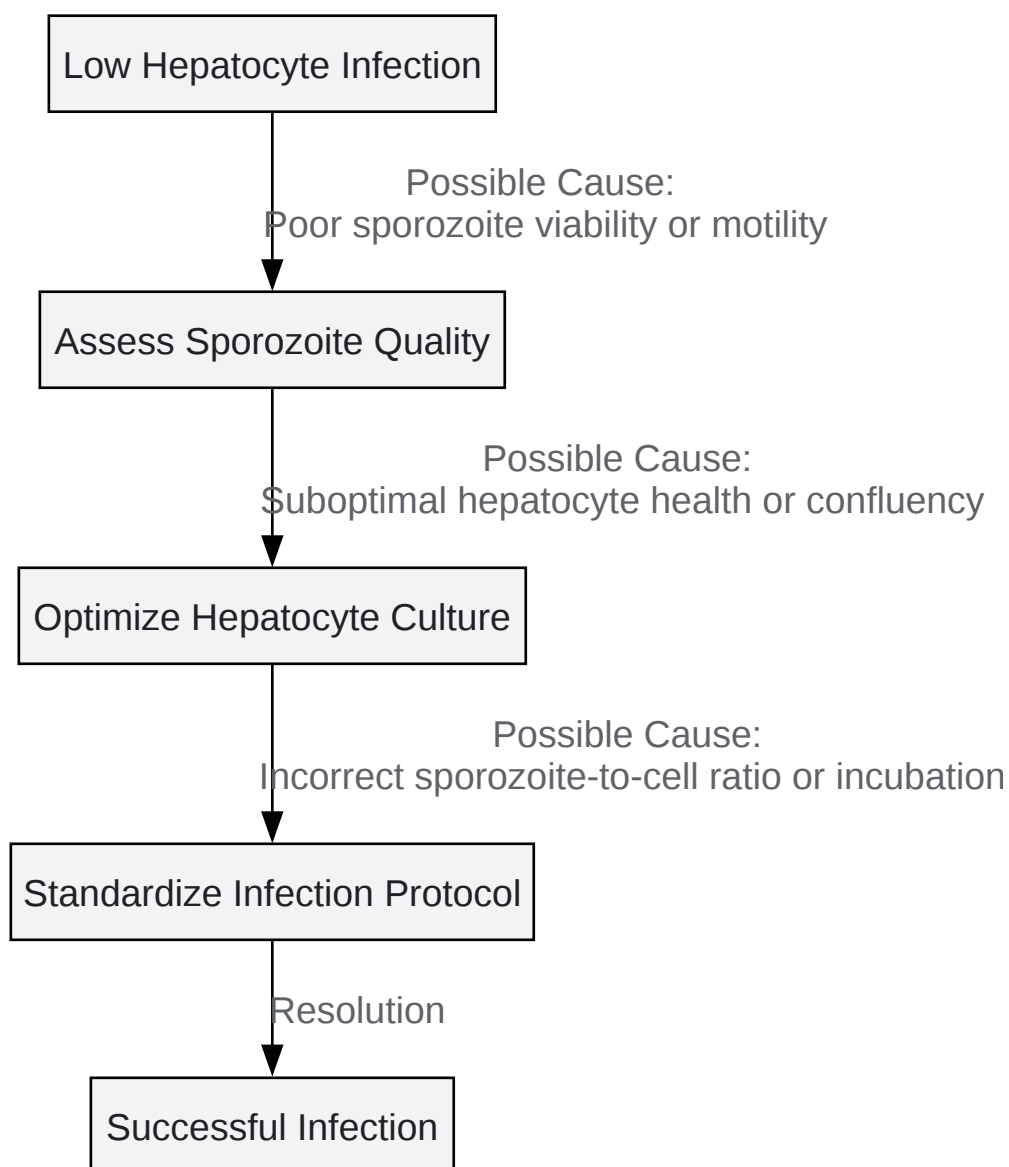 Low Hepatocyte Infection
Possible Cause:
Poor sporozoite viability or motility
Assess Sporozoite Quality
Possible Cause:
Suboptimal hepatocyte health or confluency
Optimize Hepatocyte Culture
Possible Cause:
Incorrect sporozoite-to-cell ratio or incubation
Standardize Infection Protocol
Resolution
Successful Infection